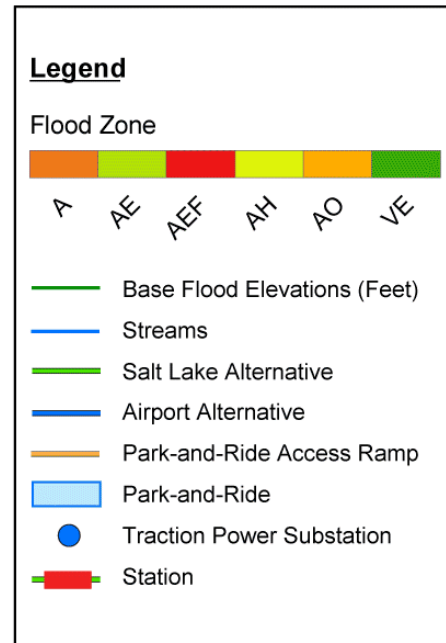 Legend
Flood Zone
A AE AEF AH AO VE
Base Flood Elevations (Feet)
Streams
Salt Lake Alternative
Airport Alternative
Park-and-Ride Access Ramp
Park-and-Ride
Traction Power Substation
Station